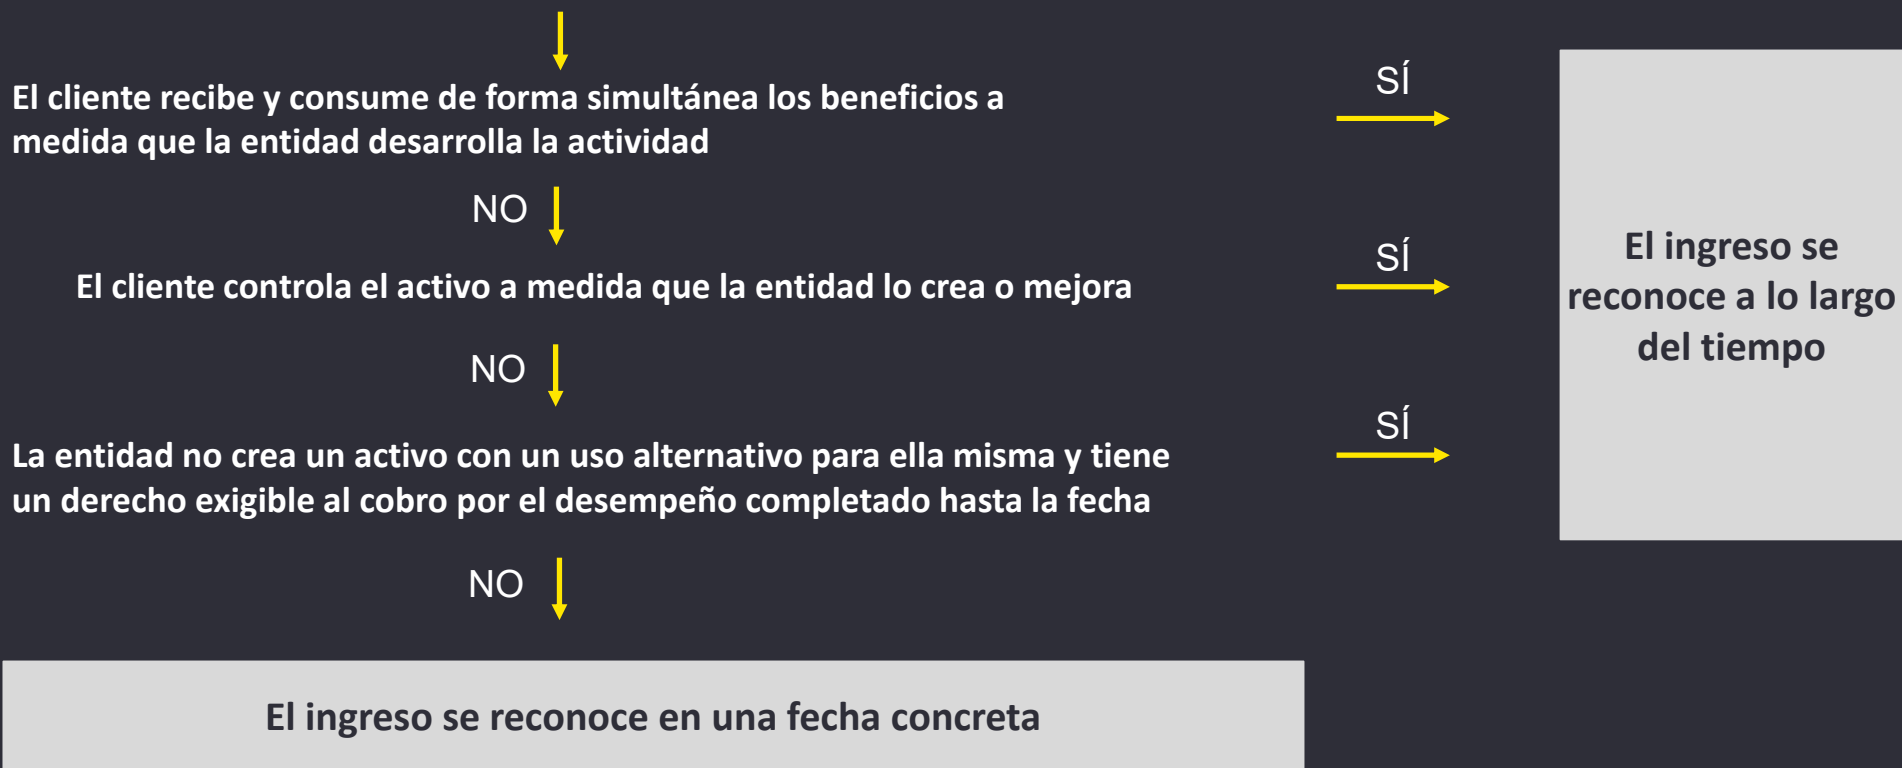 El cliente recibe y consume de forma simultánea los beneficios a
medida que la entidad desarrolla la actividad
SÍ
NO
El cliente controla el activo a medida que la entidad lo crea o mejora
SÍ
NO
La entidad no crea un activo con un uso alternativo para ella misma y tiene
un derecho exigible al cobro por el desempeño completado hasta la fecha
SÍ
NO
El ingreso se
reconoce a lo largo
del tiempo
El ingreso se reconoce en una fecha concreta